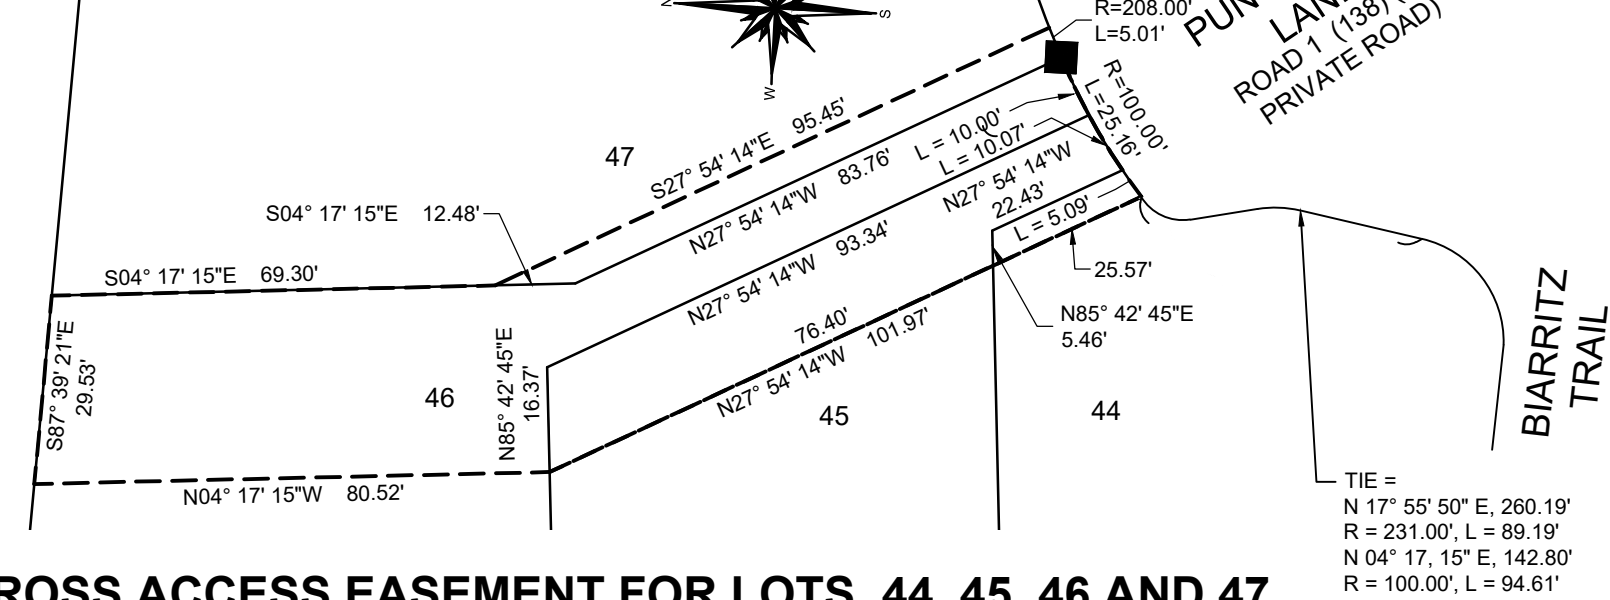 N
S
W
R=208.00'
L=5.01'
LAN
ROAD 1 (138) (
PRIVATE ROAD)
R=100.00'
L=25.16'
47
S27° 54' 14"E 95.45'
L = 10.00'
L = 10.07'
N27° 54' 14"W 83.76'
N27° 54' 14"W
22.43'
S04° 17' 15"E 12.48'
L = 5.09'
N27° 54' 14"W 93.34'
S04° 17' 15"E 69.30'
25.57'
N85° 42' 45"E
5.46'
76.40'
N27° 54' 14"W 101.97'
S87° 39' 21"E
29.53'
N85° 42' 45"E
16.37'
46
45
44
BIARRITZ
TRAIL
N04° 17' 15"W 80.52'
TIE =
N 17° 55' 50" E, 260.19'
R = 231.00', L = 89.19'
N 04° 17, 15" E, 142.80'
R = 100.00', L = 94.61'
ROSS ACCESS EASEMENT FOR LOTS 44, 45, 46 AND 47